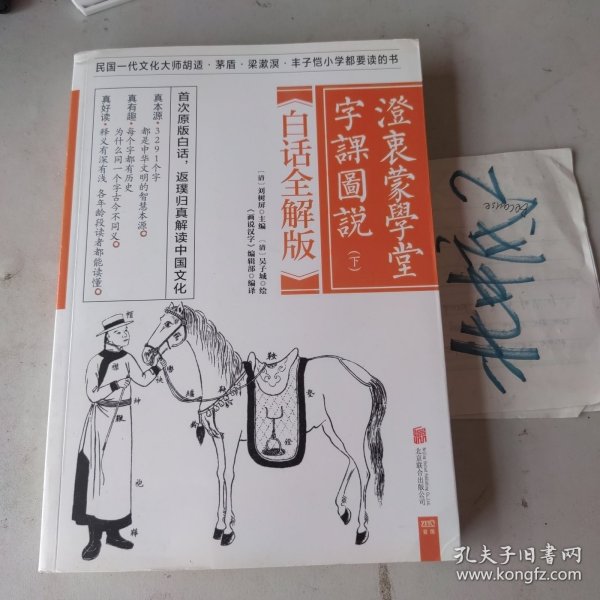 民国一代文化大师胡适·茅盾·梁漱溟·丰子恺小学都要读的书
澄衷蒙學堂
字課圖説
(下)
《白话全解版》
[清]刘树屏/主编 [清]吴子城/绘
《画说汉字》编辑部/编译
首次原版白话,返璞归真解读中国文化
真本源·3291个字
都是中华文明的智慧本源
真有趣·每个字都有历史
为什么同一个字古今不同义
真好读·释义有深有浅
各年龄段读者都能读懂
鞍
鞭
袍
北京联合出版公司
Because
孔夫子旧书网
www.kongfz.com